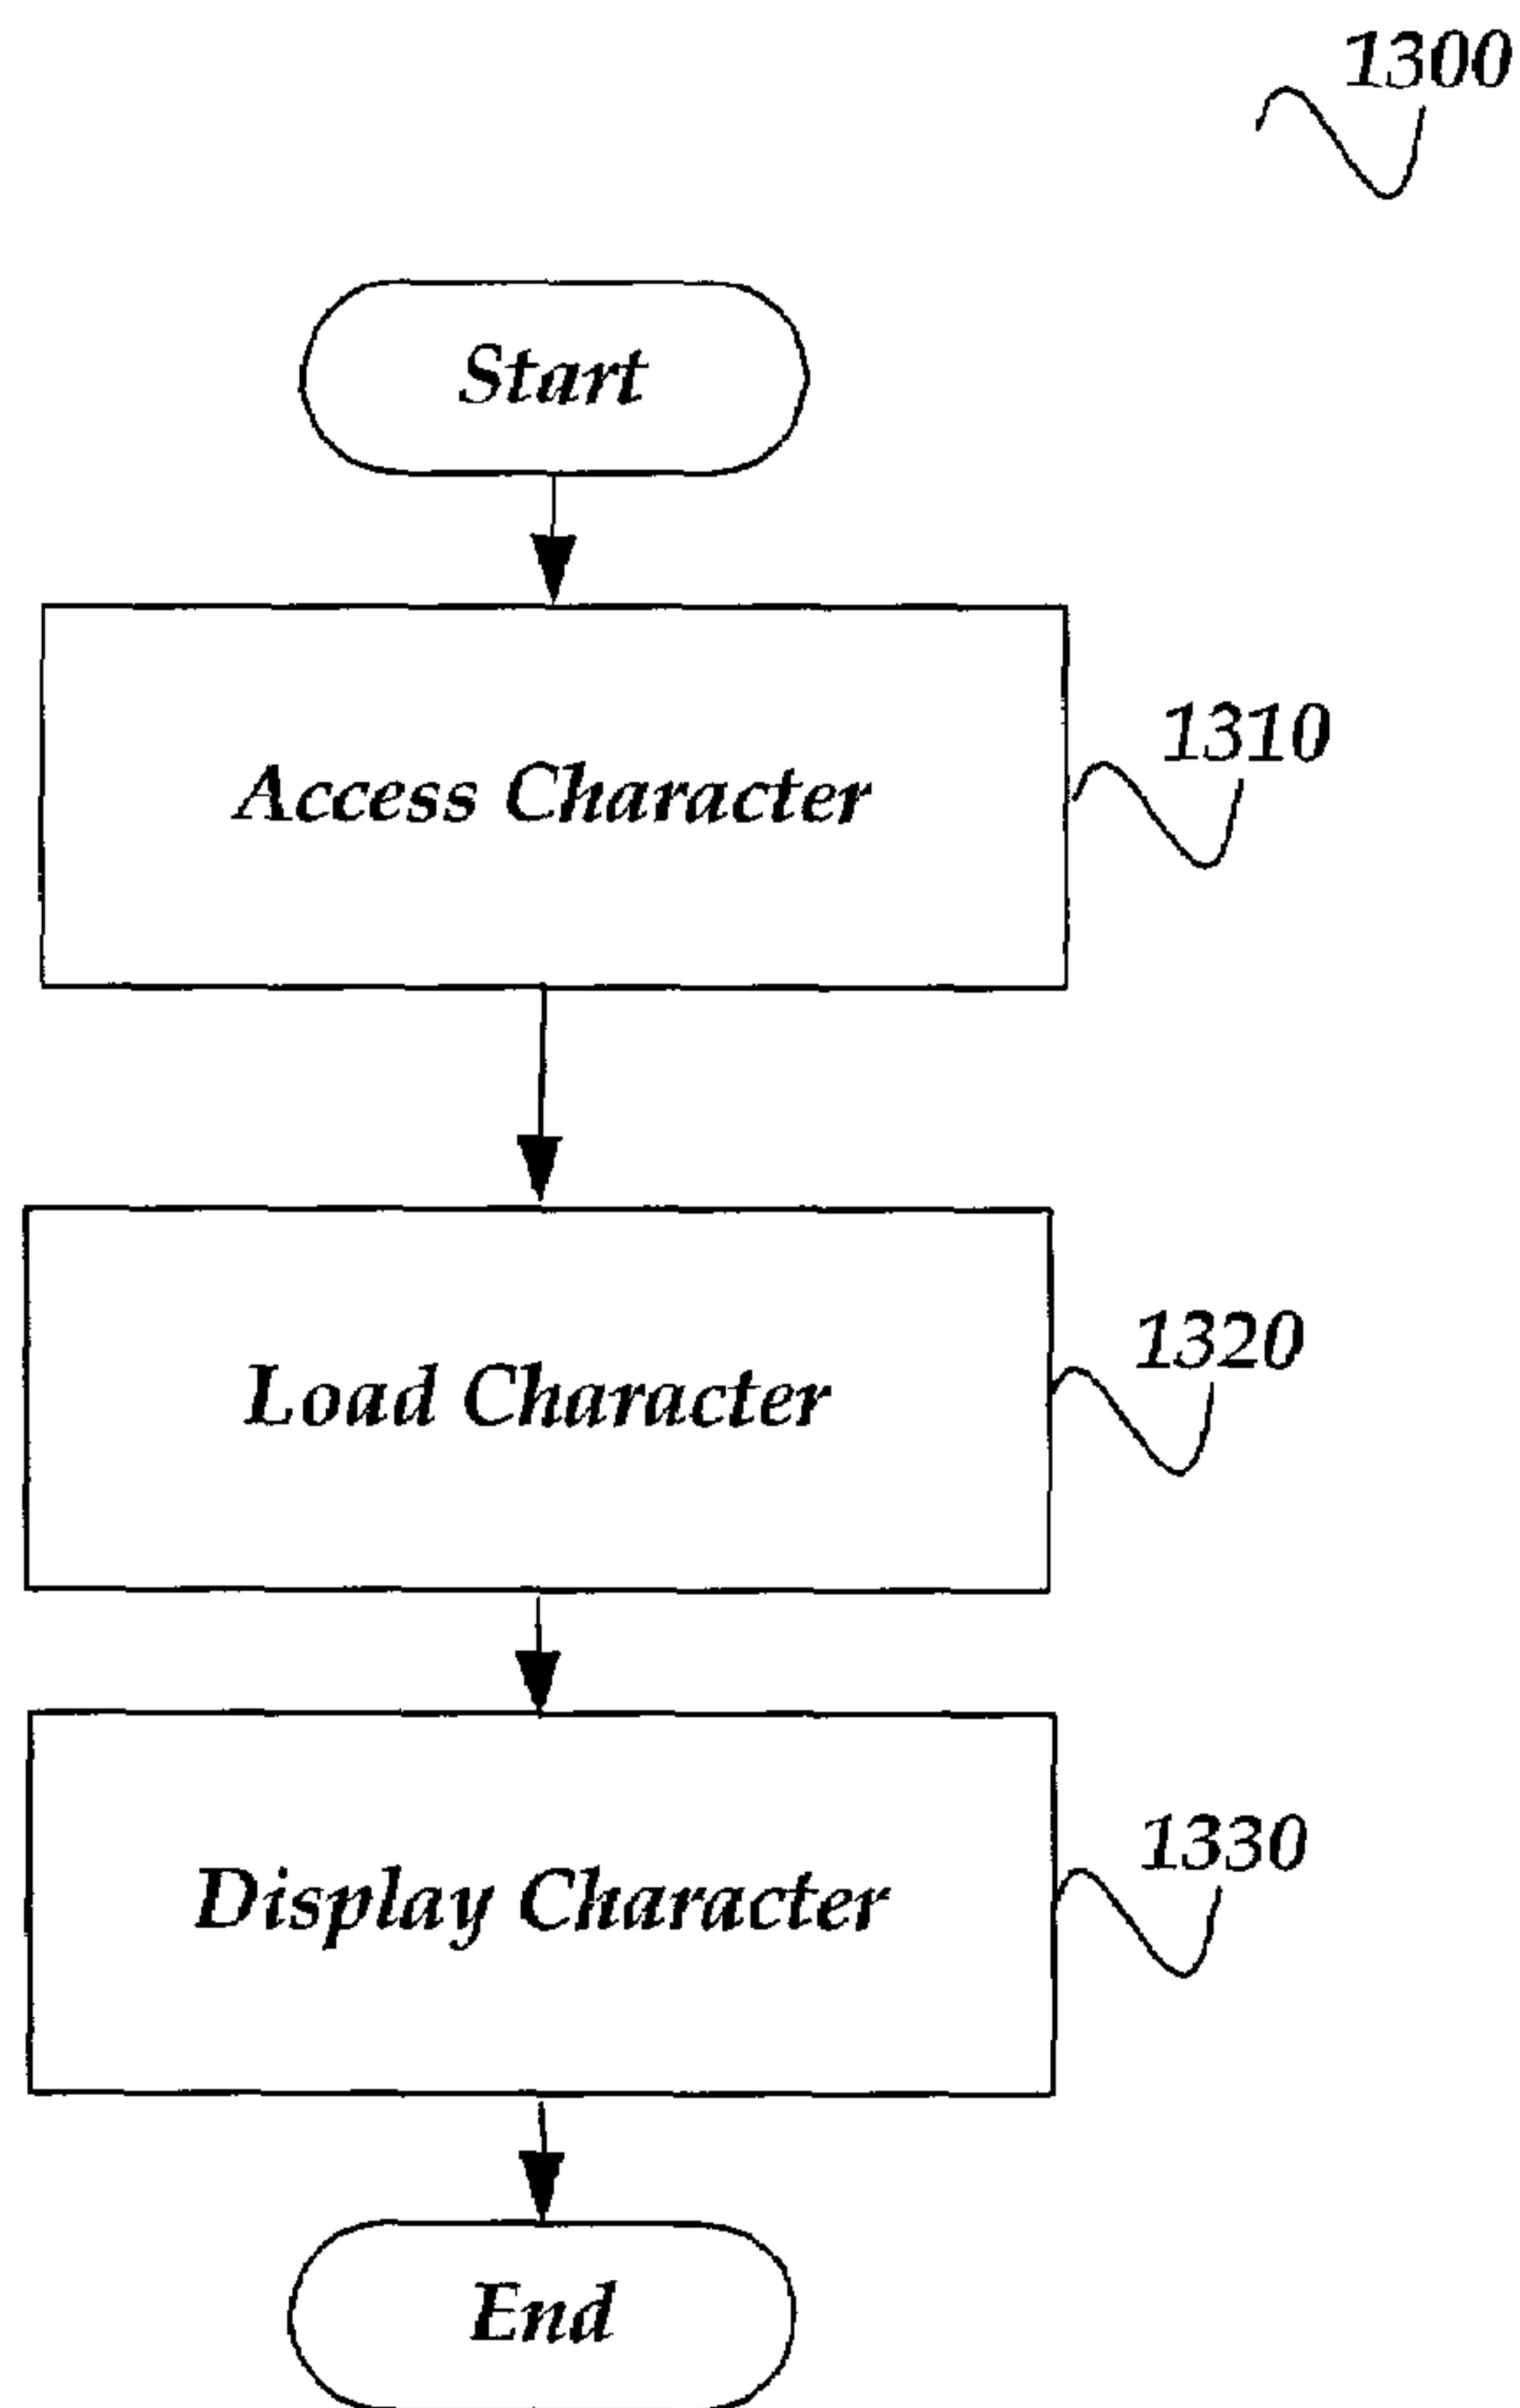 1300
Start
Access Character
1310
Load Character
1320
Display Character
1330
End